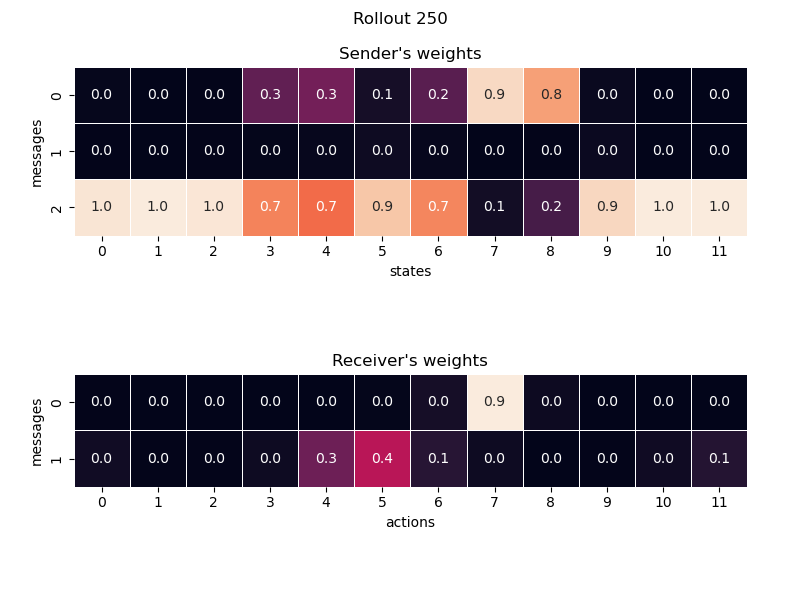 Rollout 250
Sender's weights
0 0.0 0.0 0.0 0.3 0.3 0.1 0.2 0.9 0.8 0.0 0.0 0.0
messages
1 0.0 0.0 0.0 0.0 0.0 0.0 0.0 0.0 0.0 0.0 0.0 0.0
2 1.0 1.0 1.0 0.7 0.7 0.9 0.7 0.1 0.2 0.9 1.0 1.0
0 1 2 3 4 5 6 7 8 9 10 11
states
Receiver's weights
0 0.0 0.0 0.0 0.0 0.0 0.0 0.0 0.9 0.0 0.0 0.0 0.0
messages
1 0.0 0.0 0.0 0.0 0.3 0.4 0.1 0.0 0.0 0.0 0.0 0.1
0 1 2 3 4 5 6 7 8 9 10 11
actions